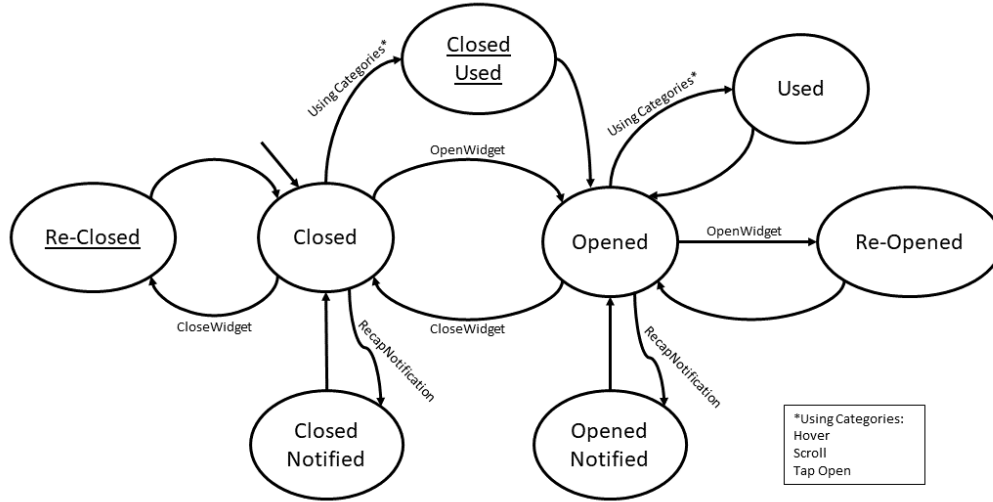 Closed
Used
Using Categories*
Used
Using Categories*
OpenWidget
Re-Closed
Closed
Opened
OpenWidget
Re-Opened
CloseWidget
CloseWidget
RecapNotification
RecapNotification
Closed
Notified
Opened
Notified
*Using Categories:
Hover
Scroll
Tap Open